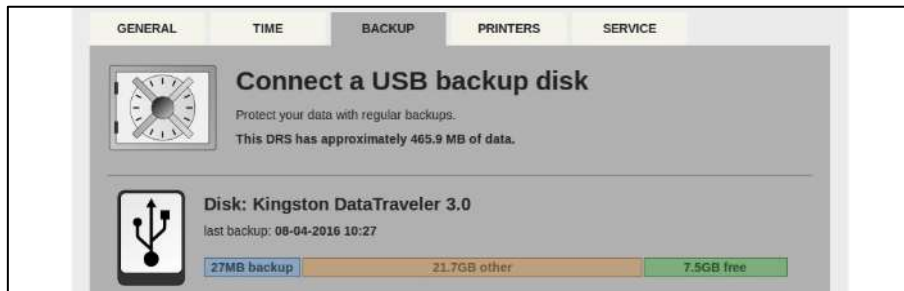 GENERAL TIME BACKUP PRINTERS SERVICE
Connect a USB backup disk
Protect your data with regular backups.
This DRS has approximately 465.9 MB of data.
Disk: Kingston DataTraveler 3.0
last backup: 08-04-2016 10:27
27MB backup 21.7GB other 7.5GB free